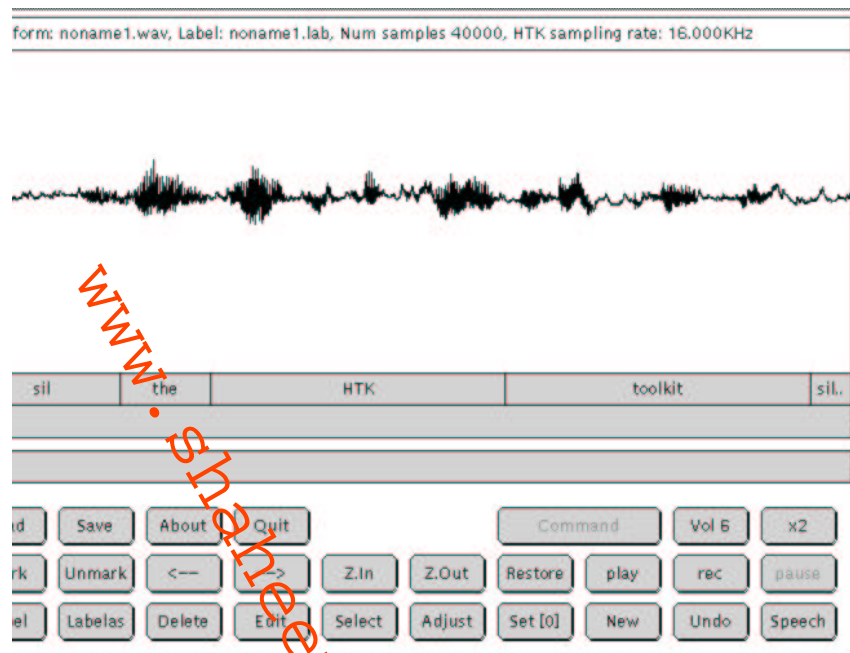 form: noname1.wav, Label: noname1.lab, Num samples 40000, HTK sampling rate: 16.000KHz
sil the HTK toolkit sil..
d Save About Quit Command Vol 6 x2
rk Unmark <-- --> Z.In Z.Out Restore play rec pause
el Labelas Delete Edit Select Adjust Set [0] New Undo Speech
www.shahee